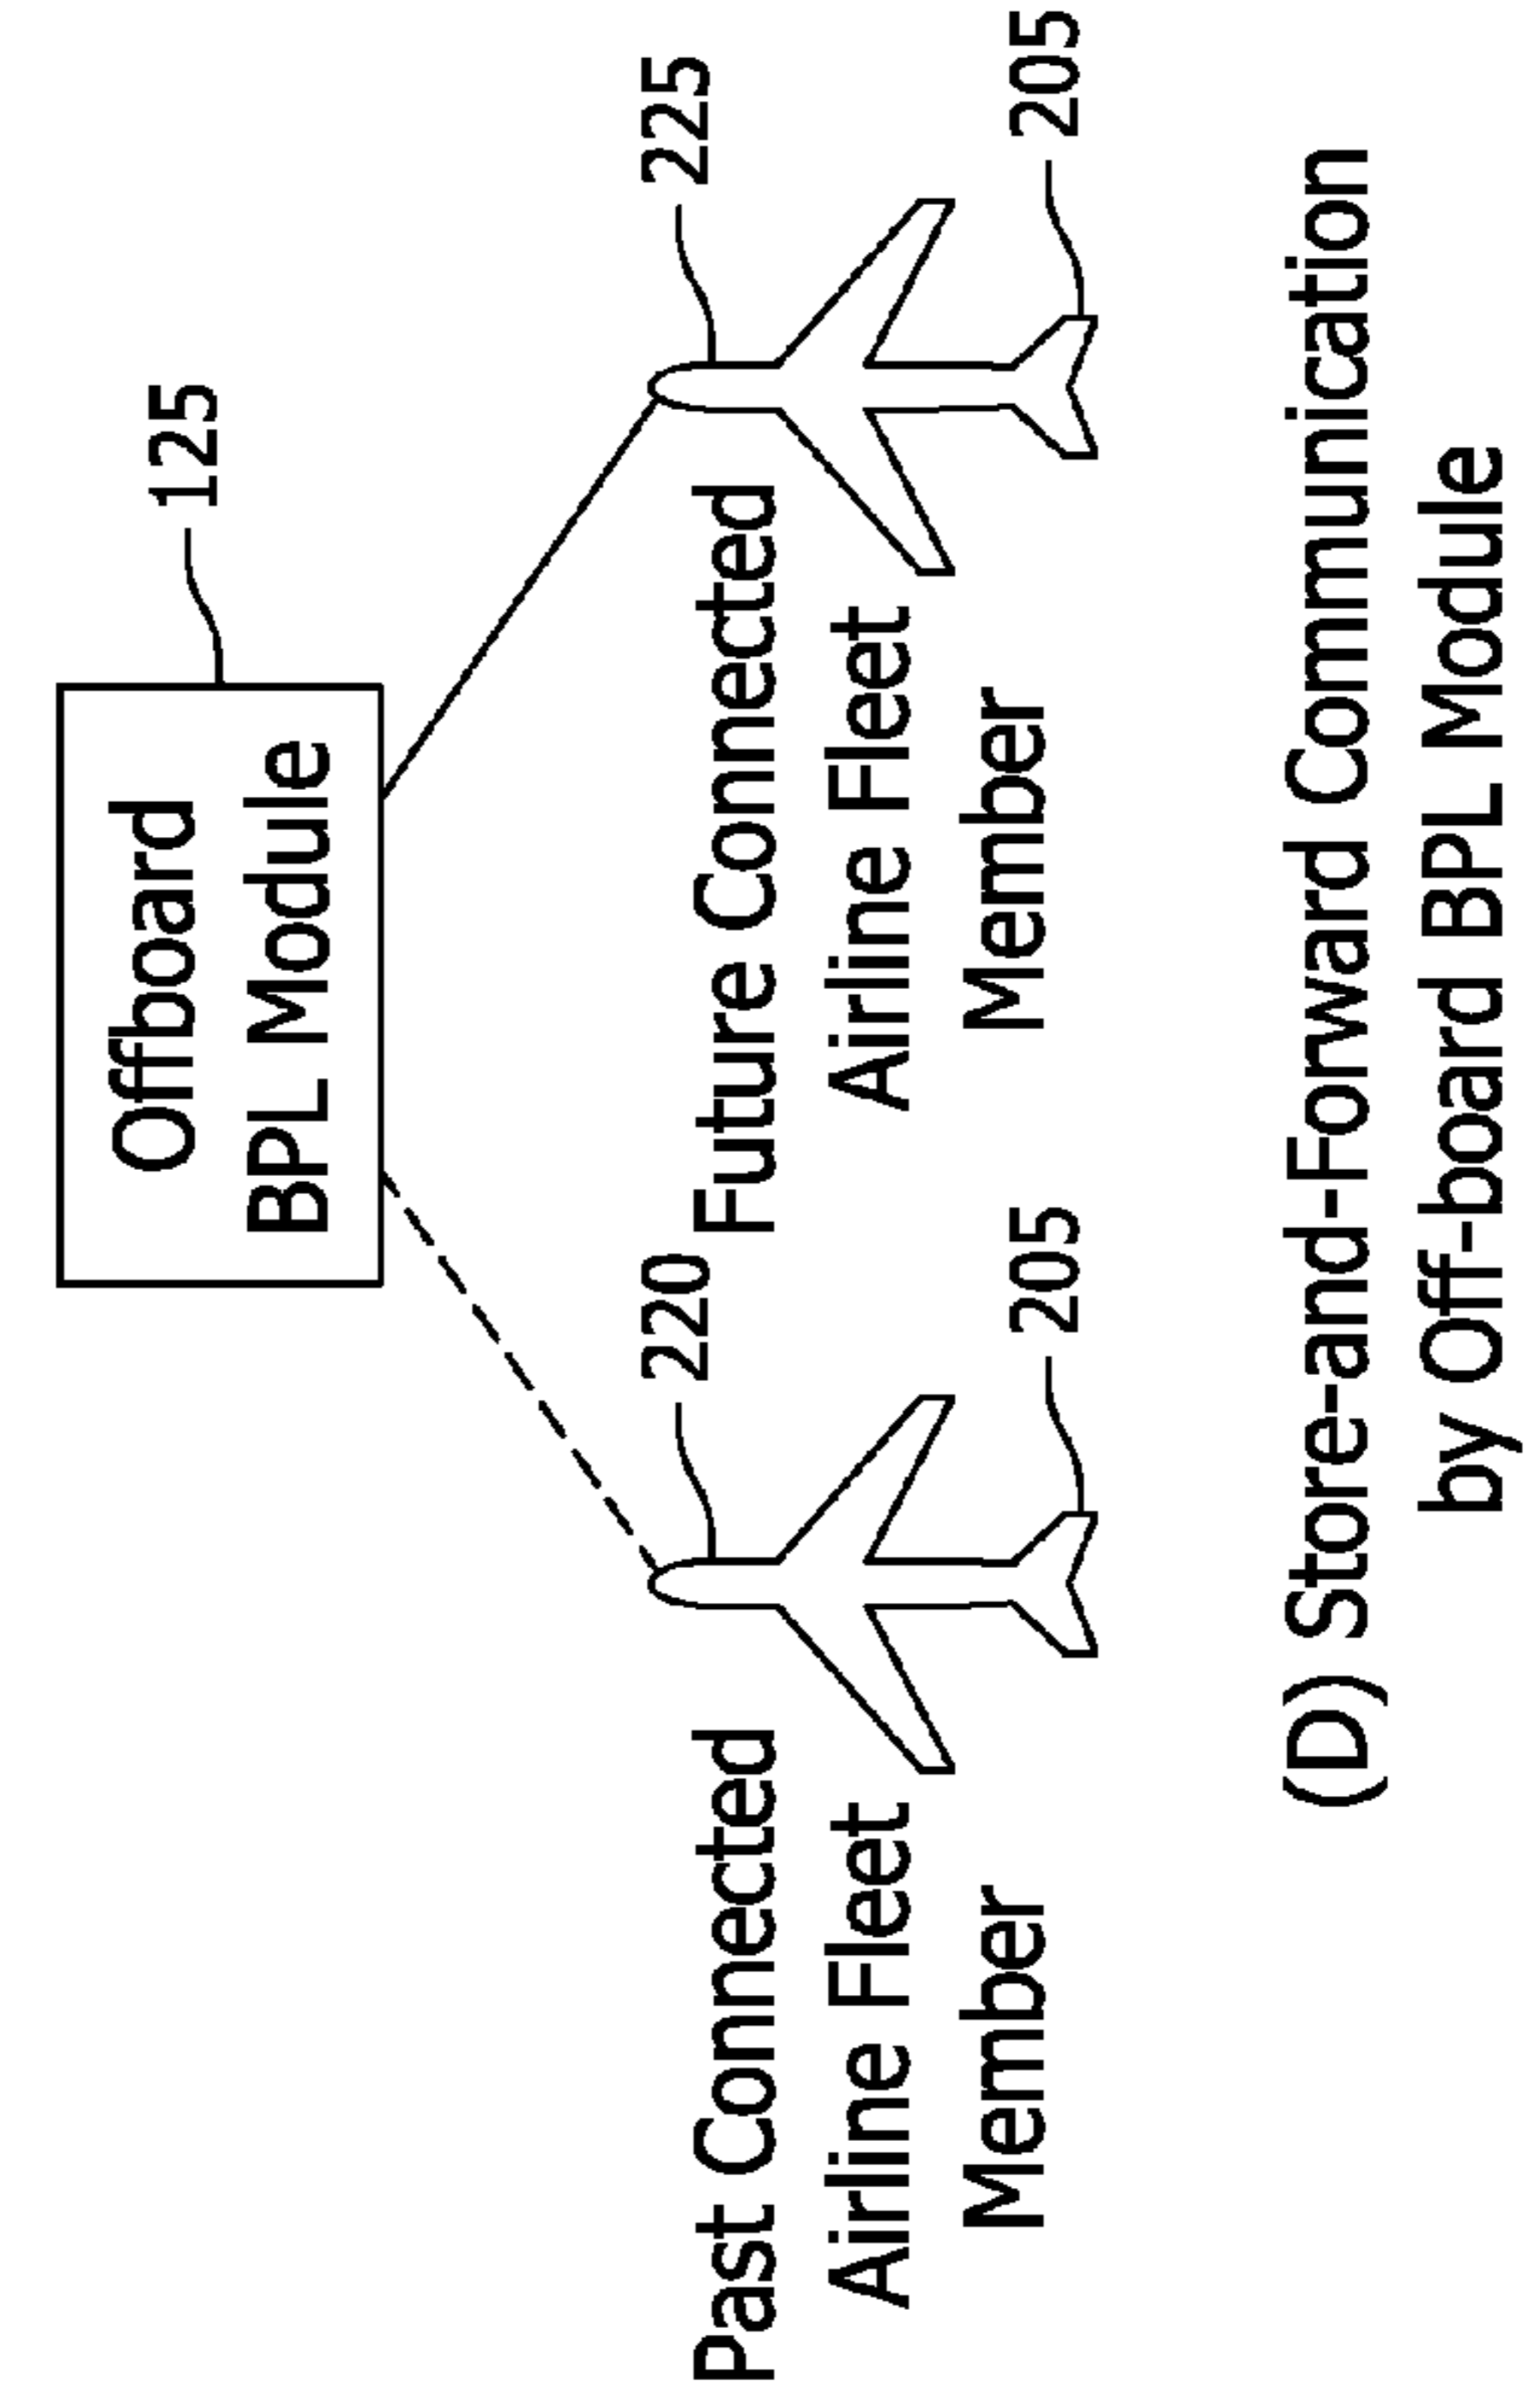 Offboard
BPL Module
125
Past Connected
Airline Fleet
Member
220
205
Future Connected
Airline Fleet
Member
225
205
(D) Store-and-Forward Communication
by Off-board BPL Module